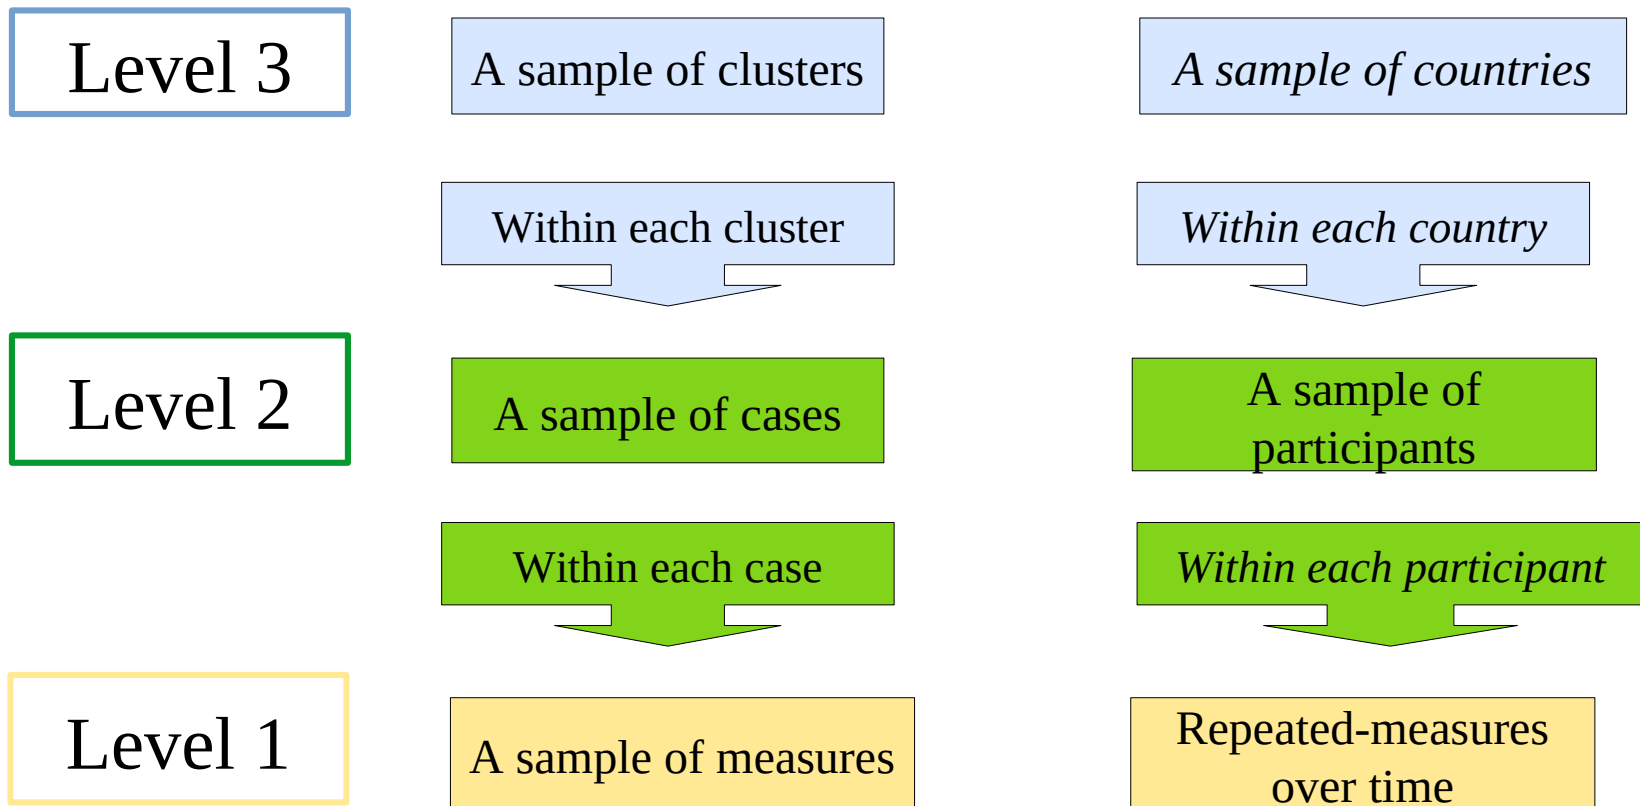 Level 3
A sample of clusters
A sample of countries
Within each cluster
Within each country
Level 2
A sample of cases
A sample of
participants
Within each case
Within each participant
Level 1
A sample of measures
Repeated-measures
over time